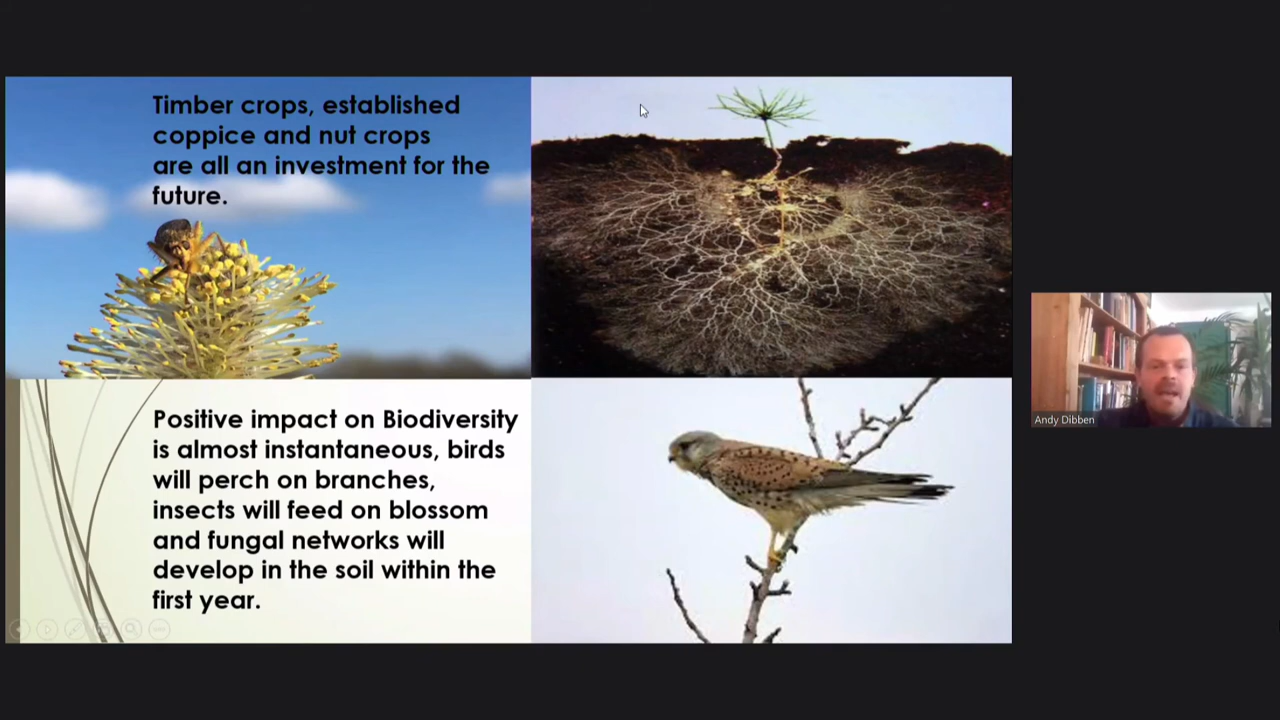 Timber crops, established
coppice and nut crops
are all an investment for the
future.
Positive impact on Biodiversity
is almost instantaneous, birds
will perch on branches,
insects will feed on blossom
and fungal networks will
develop in the soil within the
first year.
Andy Dibben